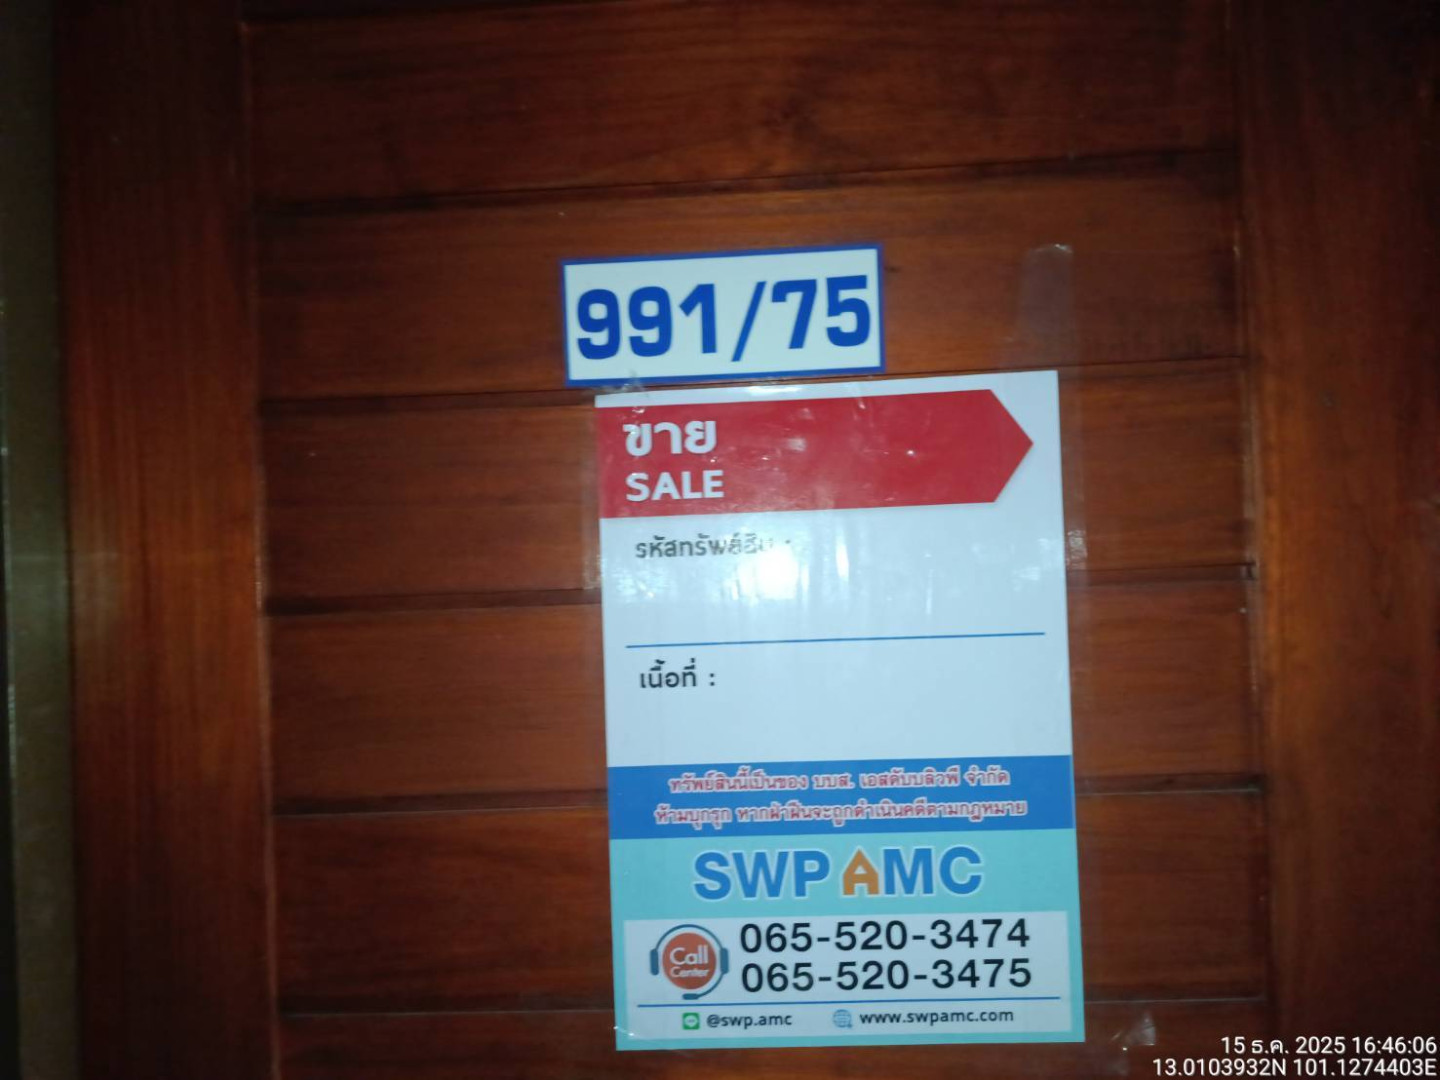 991/75
ขาย
SALE
รหัสทรัพย์สิน :
เนื้อที่ :
ทรัพย์สินนี้เป็นของ บบส. เอสดับบลิวพี จำกัด
ห้ามบุกรุก หากฝ่าฝืนจะถูกดำเนินคดีตามกฎหมาย
SWP AMC
Call Center
065-520-3474
065-520-3475
@swp.amc www.swpamc.com
15 ธ.ค. 2025 16:46:06
13.0103932N 101.1274403E